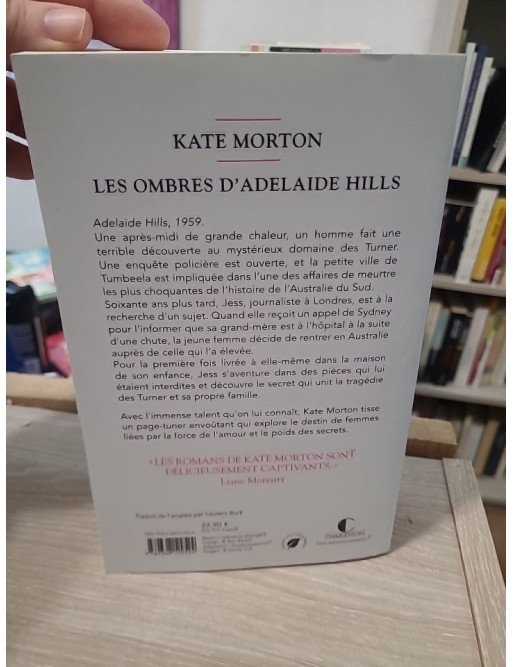 KATE MORTON
LES OMBRES D'ADELAIDE HILLS
Adelaide Hills, 1959.
Une après-midi de grande chaleur, un homme fait une
terrible découverte au mystérieux domaine des Turner.
Une enquête policière est ouverte, et la petite ville de
Tumbeela est impliquée dans l'une des affaires de meurtre
les plus choquantes de l'histoire de l'Australie du Sud.
Soixante ans plus tard, Jess, journaliste à Londres, est à la
recherche d'un sujet. Quand elle reçoit un appel de Sydney
pour l'informer que sa grand-mère est à l'hôpital à la suite
d'une chute, la jeune femme décide de rentrer en Australie
auprès de celle qui l'a élevée.
Pour la première fois livrée à elle-même dans la maison
de son enfance, Jess s'aventure dans des pièces qui lui
étaient interdites et découvre le secret qui unit la tragédie
des Turner et sa propre famille.
Avec l'immense talent qu'on lui connaît, Kate Morton tisse
un page-turner envoûtant qui explore le destin de femmes
liées par la force de l'amour et le poids des secrets.
« LES ROMANS DE KATE MORTON SONT
DÉLICIEUSEMENT CAPTIVANTS. »
Liane Moriarty
Traduit de l'anglais par Laurent Bury
22,90 €
CHARLESTON